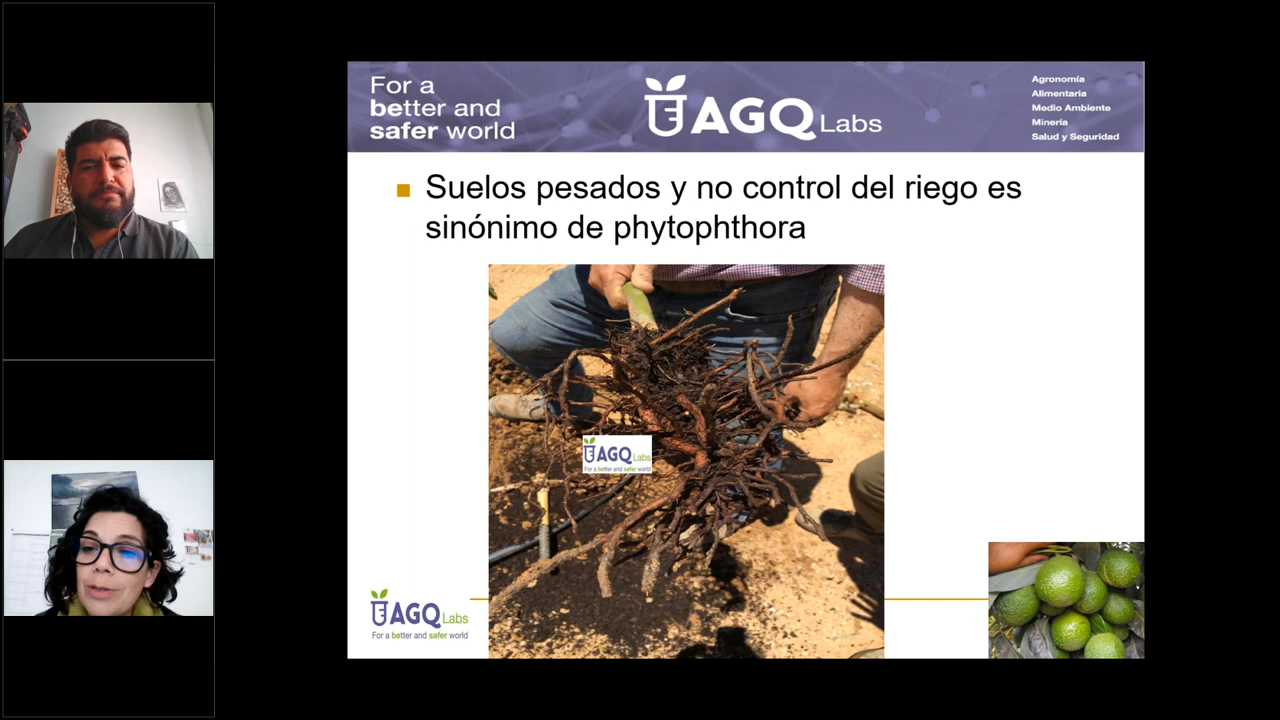 For a
better and
safer world
AGQ Labs
Agronomía
Alimentaria
Medio Ambiente
Minería
Salud y Seguridad
Suelos pesados y no control del riego es
sinónimo de phytophthora
AGQ Labs
For a better and safer world
AGQ Labs
For a better and safer world